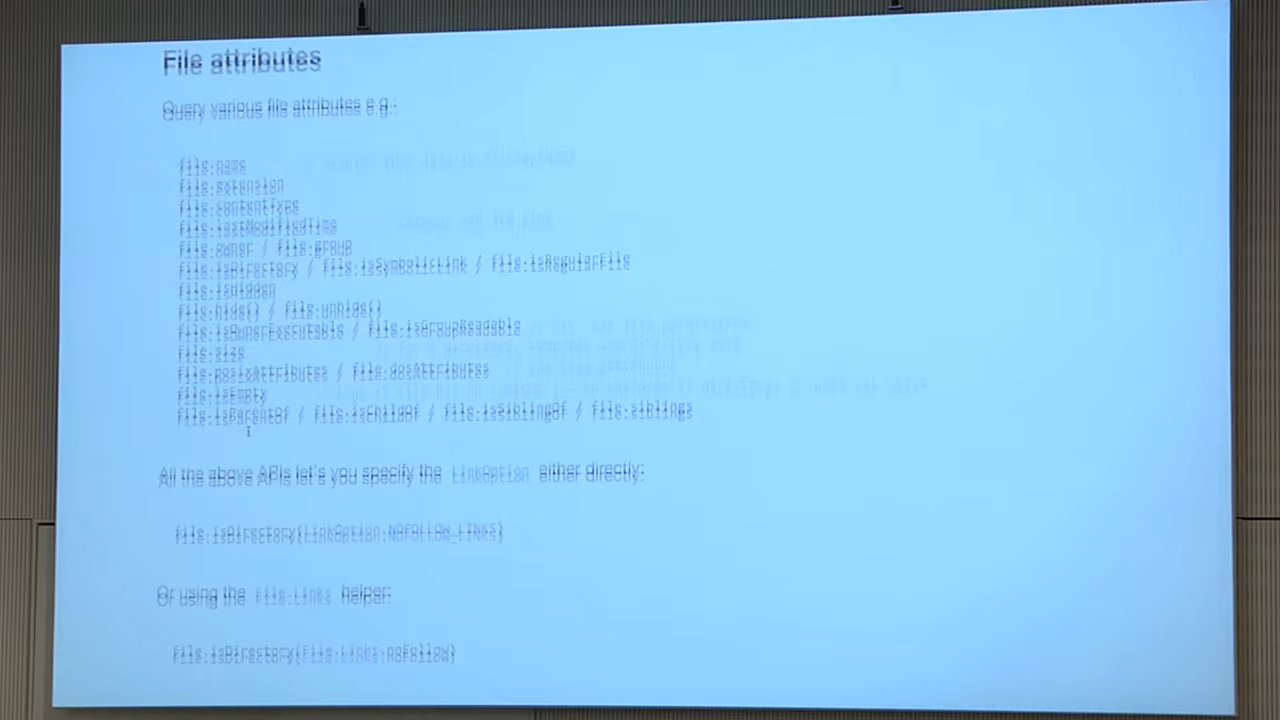 File attributes
Query various file attributes e.g.:
file.name
file.extension
file.contentType
file.lastModifiedTime
file.owner / file.group
file.isDirectory / file.isSymbolicLink / file.isRegularFile
file.isHidden
file.hide() / file.unhide()
file.isOwnerExecutable / file.isGroupReadable
file.size
file.posixAttributes / file.dosAttributes
file.isEmpty
file.isParentOf / file.isChildOf / file.isSiblingOf / file.siblings
All the above APIs let's you specify the LinkOption either directly:
file.isDirectory(LinkOption.NOFOLLOW_LINKS)
Or using the File.Links helper:
file.isDirectory(File.Links.noFollow)